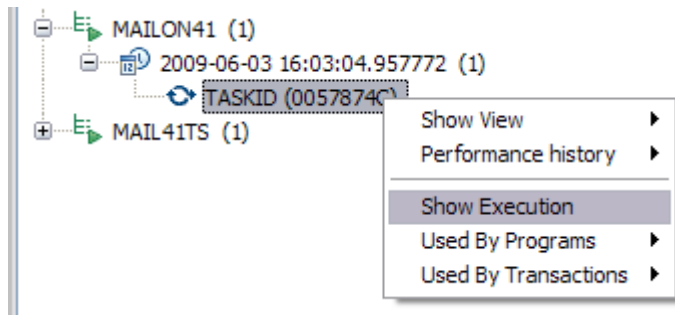 MAILON41 (1)
2009-06-03 16:03:04.957772 (1)
TASKID (0057874C)
MAIL41TS (1)
Show View
Performance history
Show Execution
Used By Programs
Used By Transactions